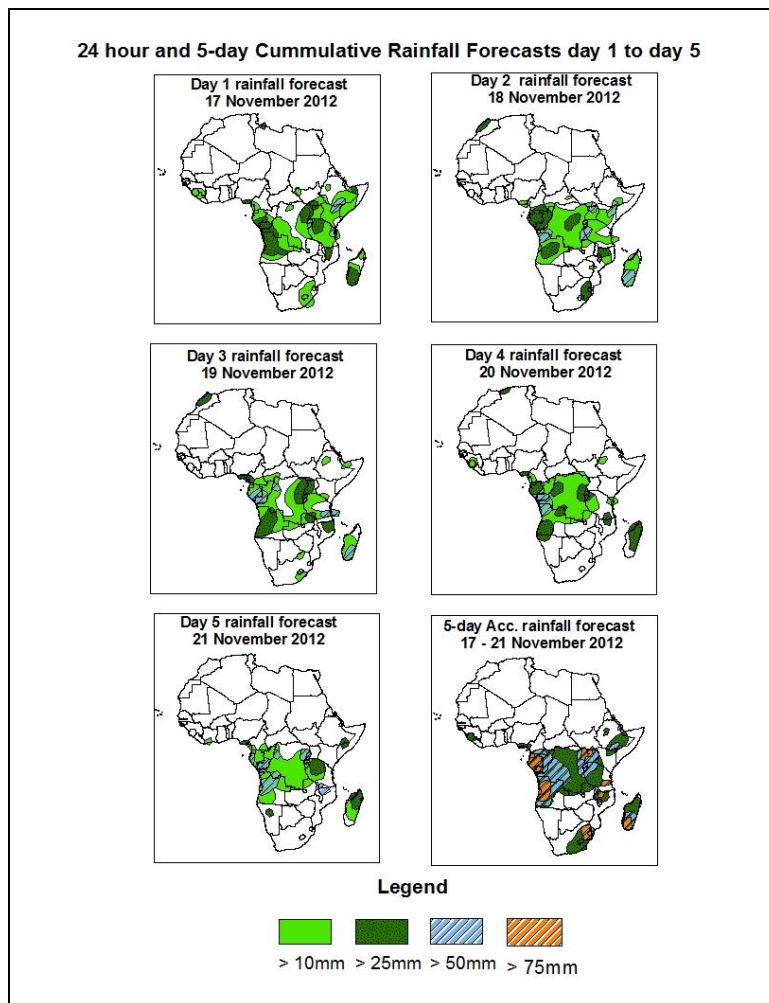 24 hour and 5-day Cummulative Rainfall Forecasts day 1 to day 5
Day 1 rainfall forecast
17 November 2012
Day 2 rainfall forecast
18 November 2012
Day 3 rainfall forecast
19 November 2012
Day 4 rainfall forecast
20 November 2012
Day 5 rainfall forecast
21 November 2012
5-day Acc. rainfall forecast
17 - 21 November 2012
Legend
> 10mm > 25mm > 50mm > 75mm